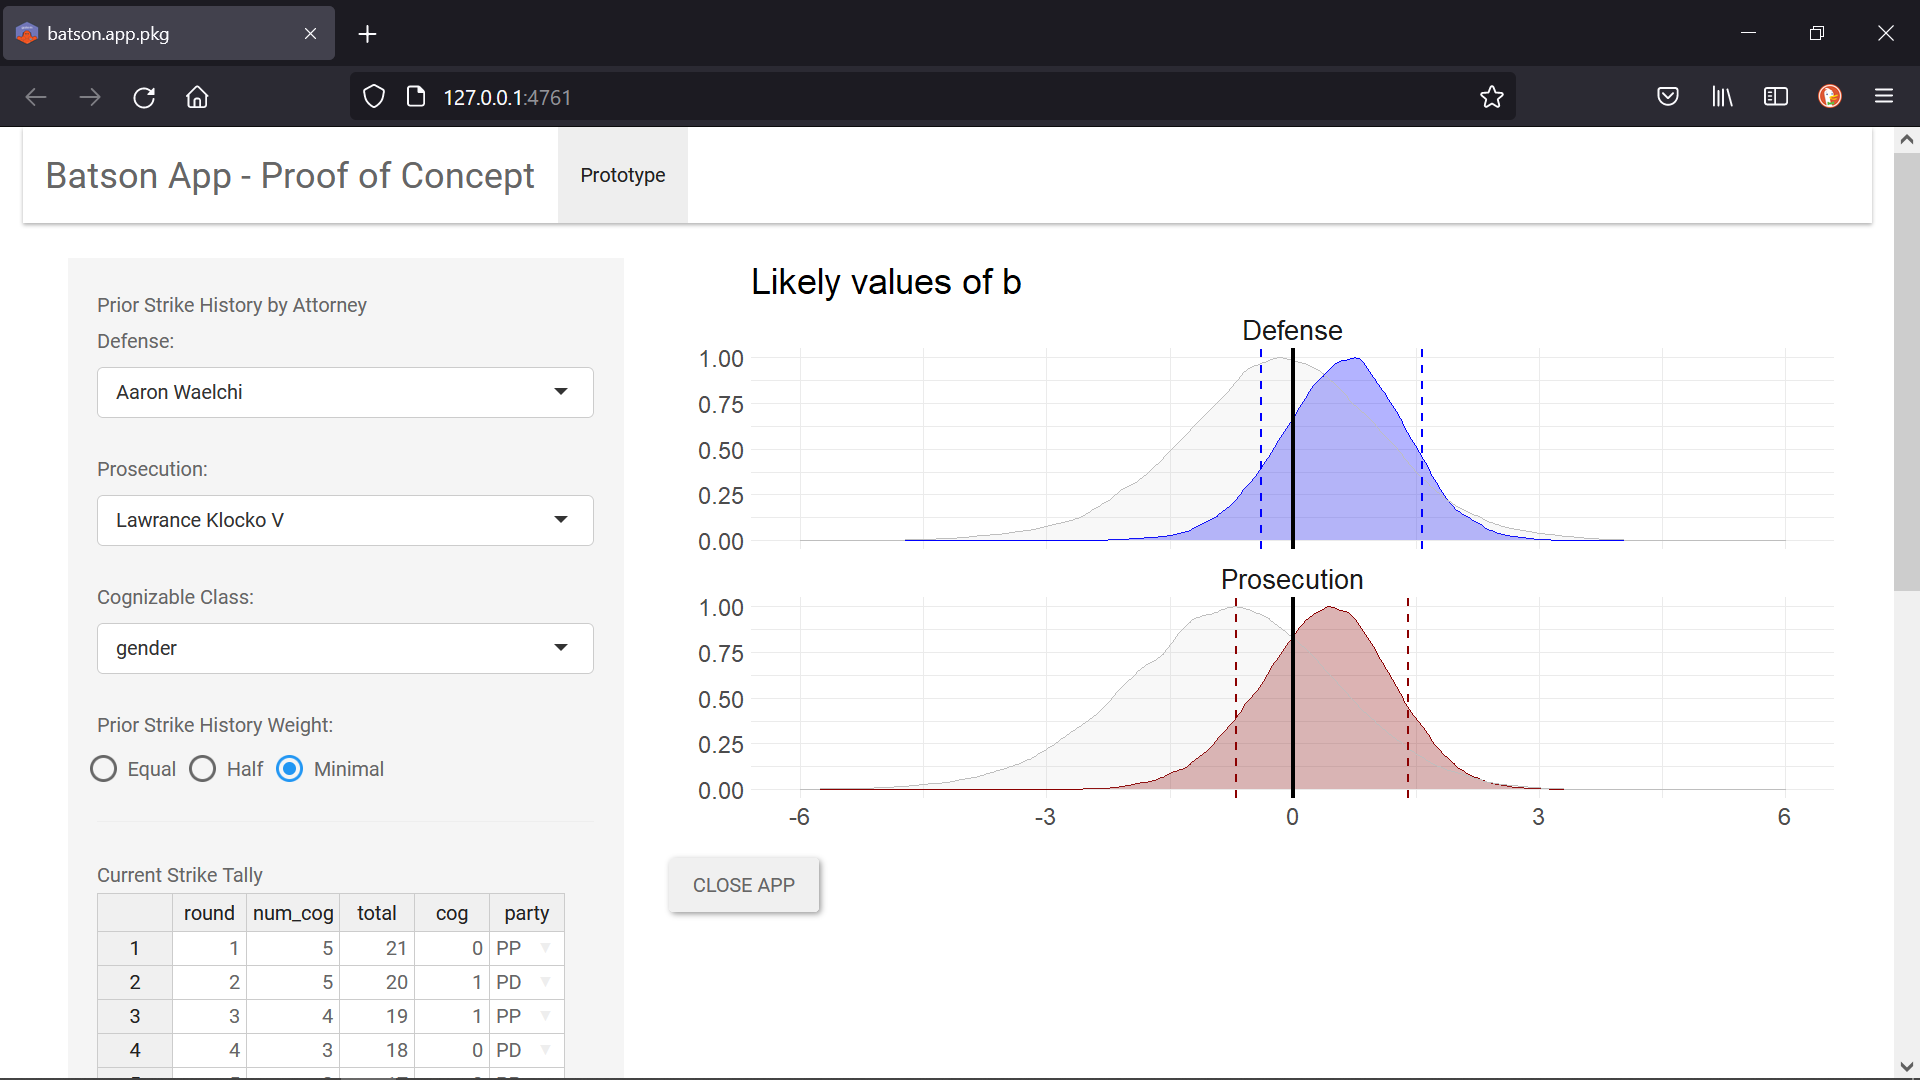 batson.app.pkg
127.0.0.1:4761
Batson App - Proof of Concept
Prototype
Prior Strike History by Attorney
Defense:
Aaron Waelchi
Prosecution:
Lawrance Klocko V
Cognizable Class:
gender
Prior Strike History Weight:
Equal Half Minimal
Current Strike Tally
round num_cog total cog party
1 1 5 21 0 PP
2 2 5 20 1 PD
3 3 4 19 1 PP
4 4 3 18 0 PD
Likely values of b
Defense
1.00
0.75
0.50
0.25
0.00
Prosecution
1.00
0.75
0.50
0.25
0.00
-6 -3 0 3 6
CLOSE APP